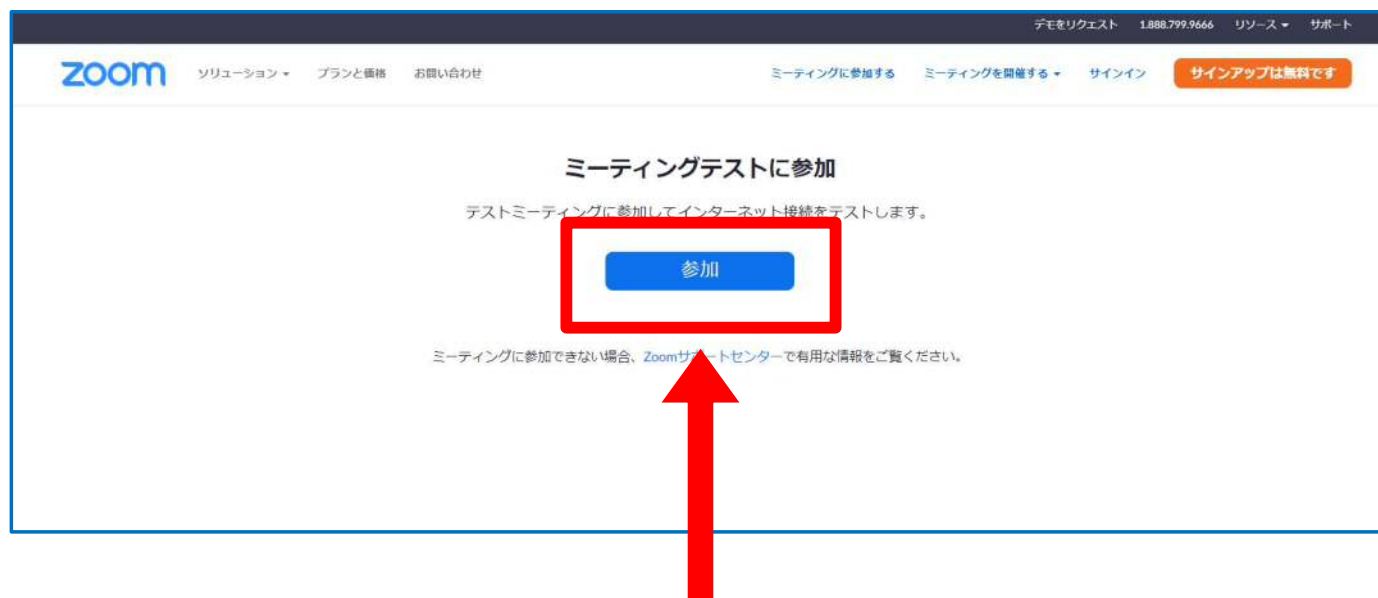 デモをリクエスト 1.888.799.9666 リソース サポート
zoom ソリューション プランと価格 お問い合わせ ミーティングに参加する ミーティングを開催する サインイン サインアップは無料です
ミーティングテストに参加
テストミーティングに参加してインターネット接続をテストします。
参加
ミーティングに参加できない場合、Zoomサポートセンターで有用な情報をご覧ください。